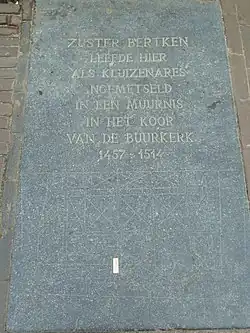 ZUSTER BERTKEN
LEEFDE HIER
ALS KLUIZENARES
INGEMETSELD
IN EEN MUURNIS
IN HET KOOR
VAN DE BUURKERK
1457-1514